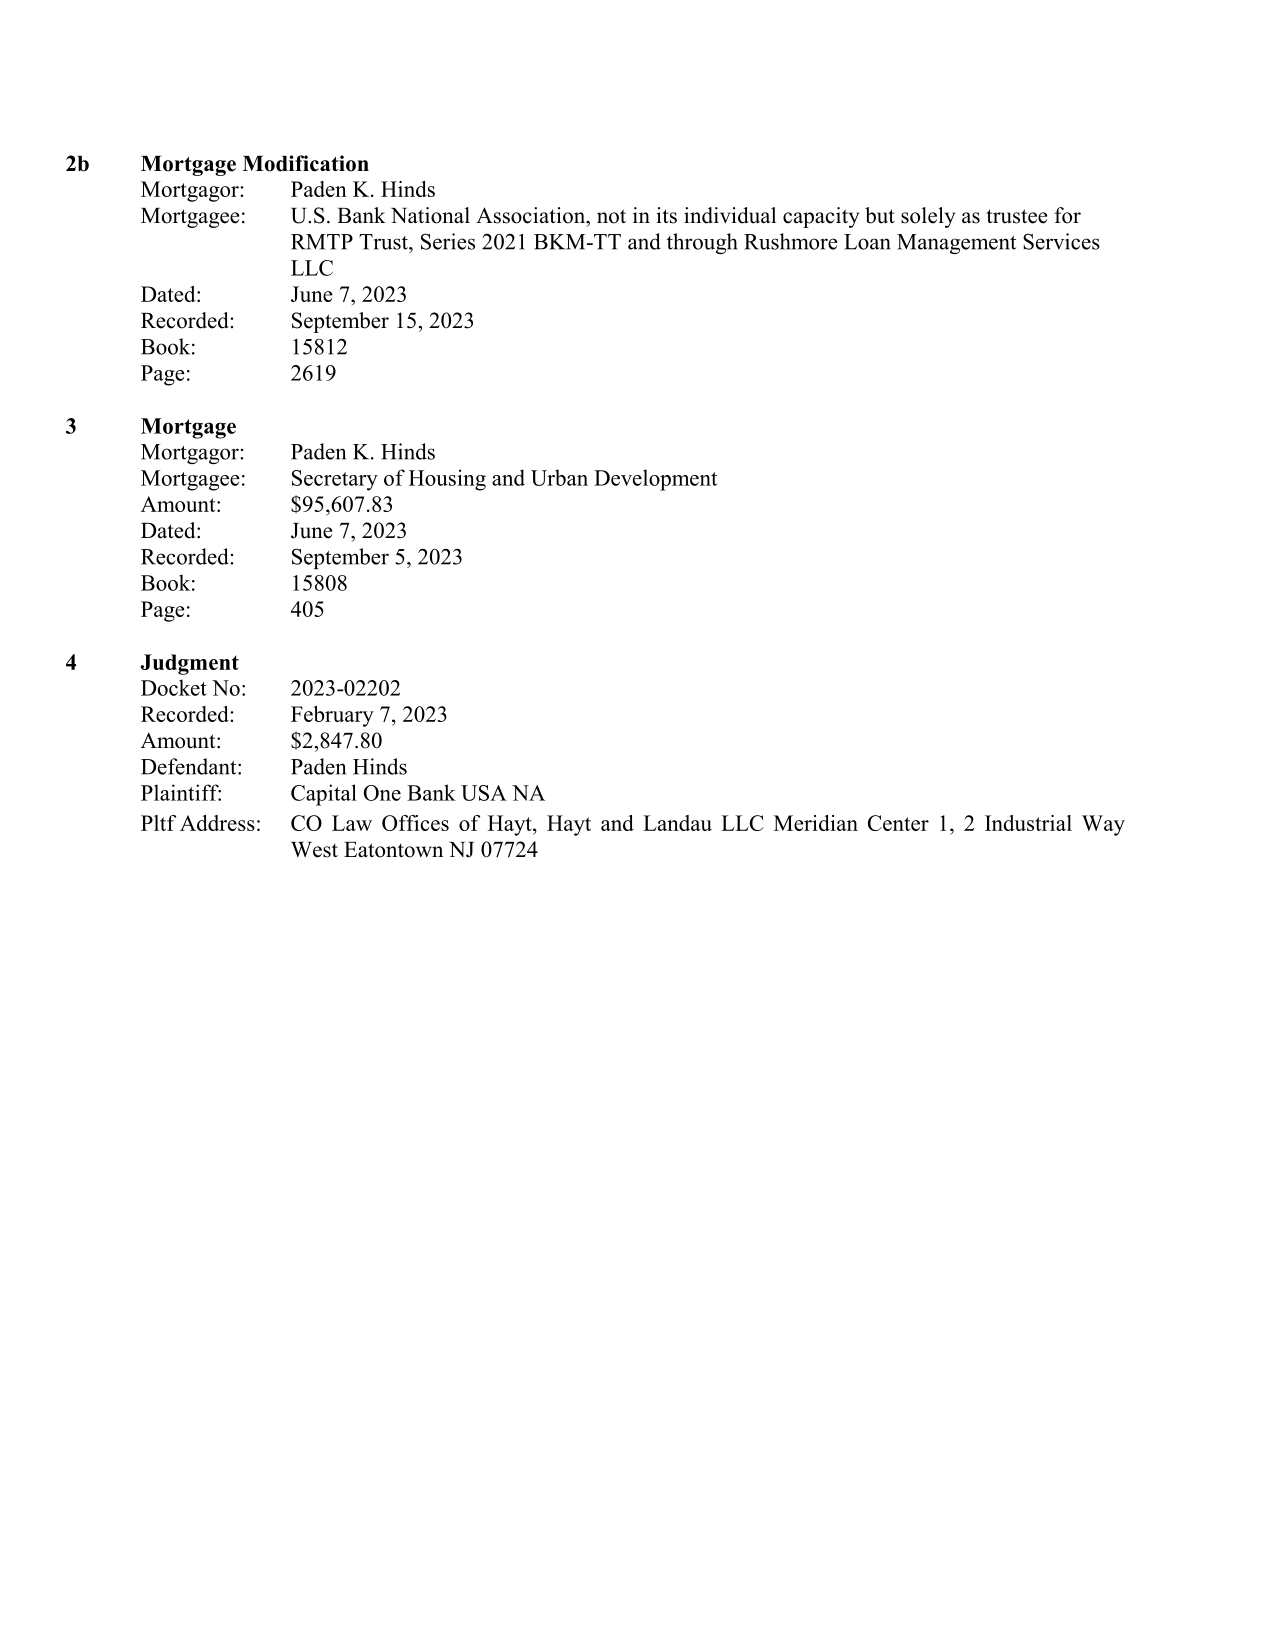 2b Mortgage Modification
Mortgagor: Paden K. Hinds
Mortgagee: U.S. Bank National Association, not in its individual capacity but solely as trustee for
RMTP Trust, Series 2021 BKM-TT and through Rushmore Loan Management Services
LLC
Dated: June 7, 2023
Recorded: September 15, 2023
Book: 15812
Page: 2619
3 Mortgage
Mortgagor: Paden K. Hinds
Mortgagee: Secretary of Housing and Urban Development
Amount: $95,607.83
Dated: June 7, 2023
Recorded: September 5, 2023
Book: 15808
Page: 405
4 Judgment
Docket No: 2023-02202
Recorded: February 7, 2023
Amount: $2,847.80
Defendant: Paden Hinds
Plaintiff: Capital One Bank USA NA
Pltf Address: CO Law Offices of Hayt, Hayt and Landau LLC Meridian Center 1, 2 Industrial Way
West Eatontown NJ 07724